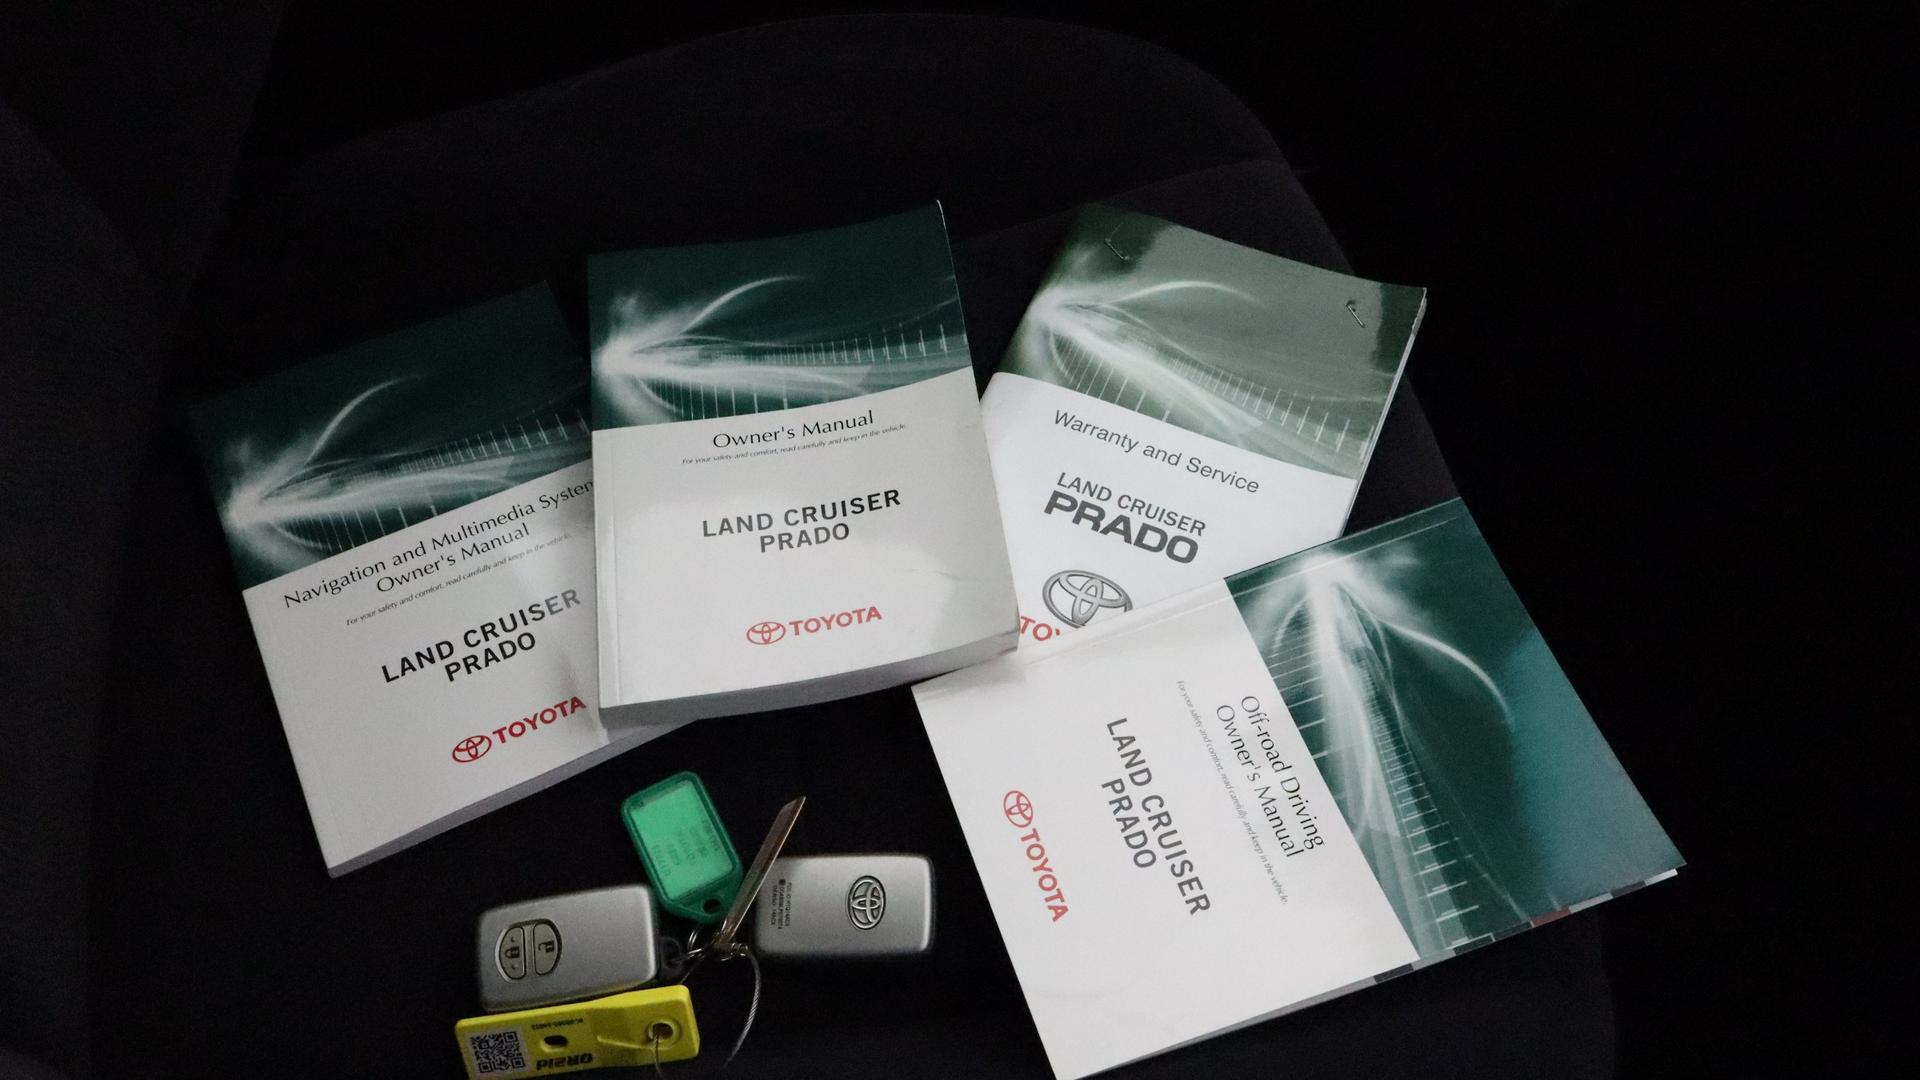 Navigation and Multimedia System
Owner's Manual
For your safety and comfort, read carefully and keep in the vehicle.
LAND CRUISER
PRADO
TOYOTA
Owner's Manual
For your safety and comfort, read carefully and keep in the vehicle.
LAND CRUISER
PRADO
TOYOTA
Warranty and Service
LAND CRUISER
PRADO
TOY
Off-road Driving
Owner's Manual
For your safety and comfort, read carefully and keep in the vehicle.
LAND CRUISER
PRADO
TOYOTA